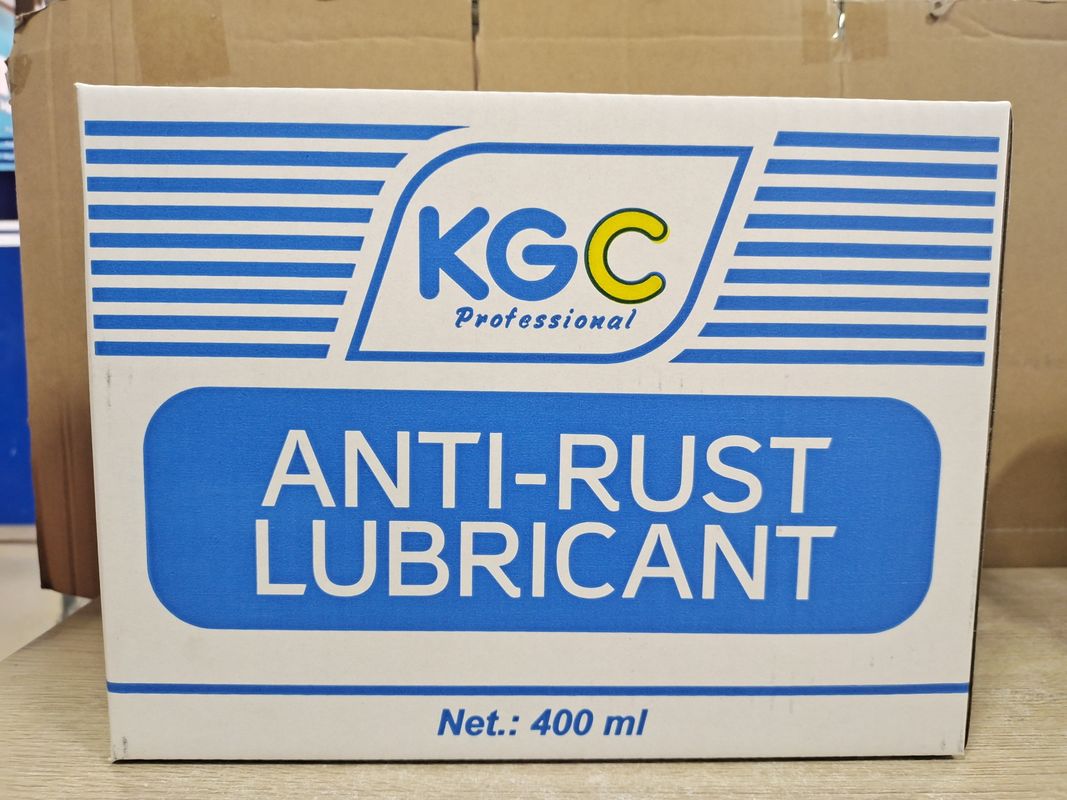 KGC
Professional
ANTI-RUST
LUBRICANT
Net.: 400 ml